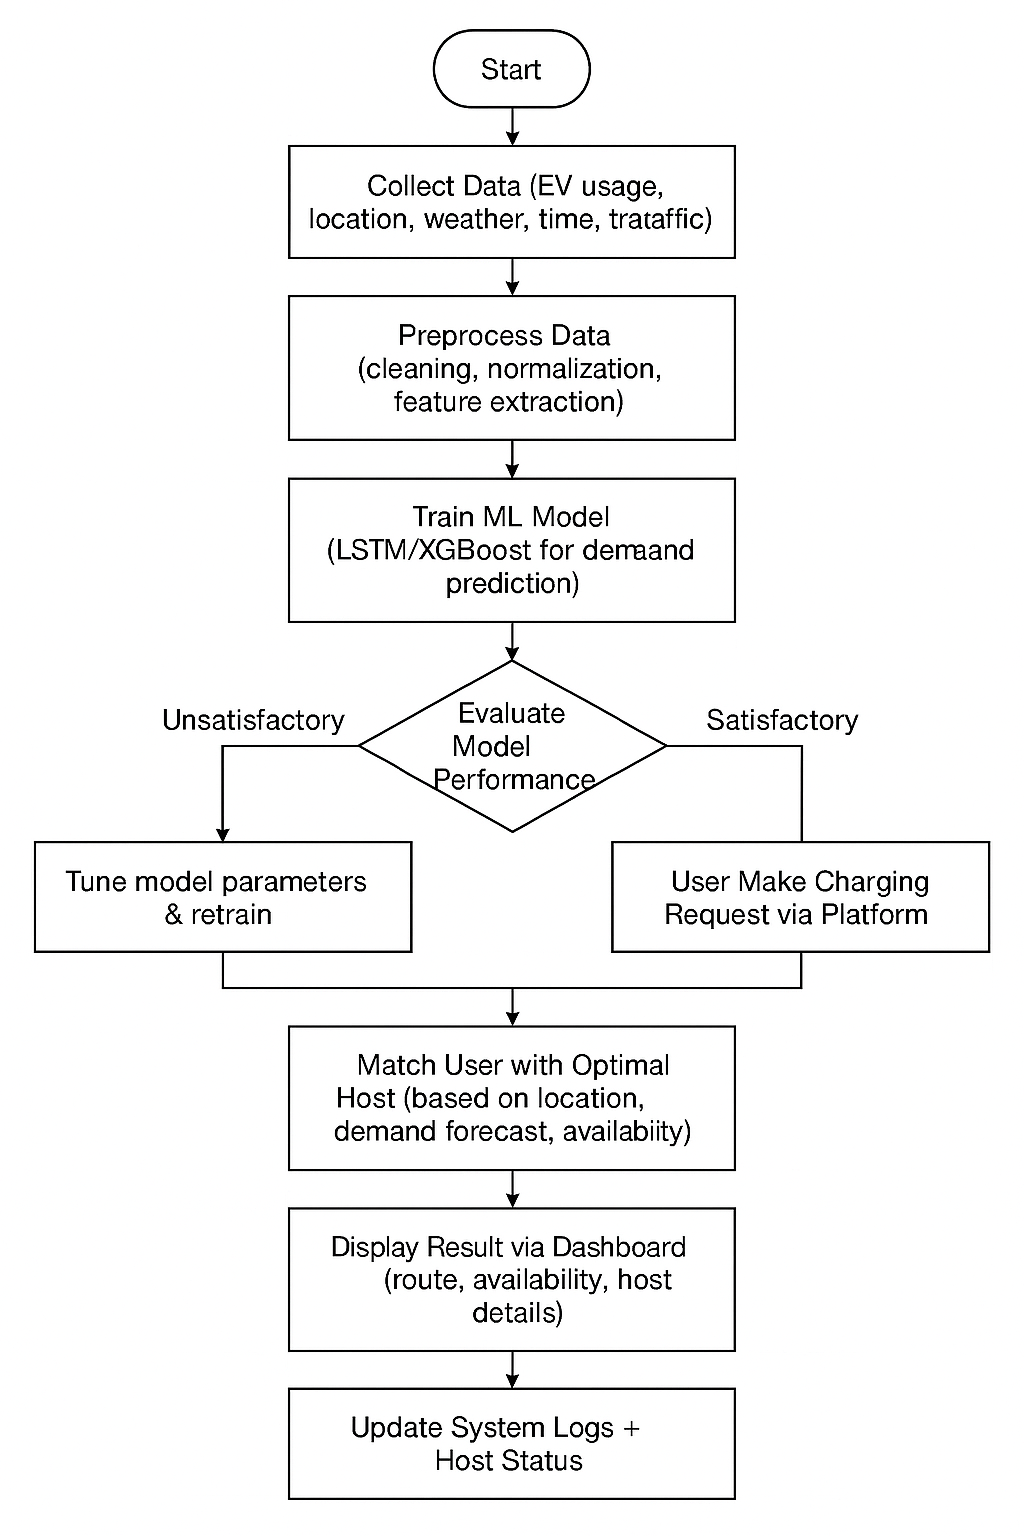 Start
Collect Data (EV usage,
location, weather, time, trataffic)
Preprocess Data
(cleaning, normalization,
feature extraction)
Train ML Model
(LSTM/XGBoost for demand
prediction)
Unsatisfactory
Evaluate
Model
Performance
Satisfactory
Tune model parameters
& retrain
User Make Charging
Request via Platform
Match User with Optimal
Host (based on location,
demand forecast, availabiity)
Display Result via Dashboard
(route, availability, host
details)
Update System Logs +
Host Status